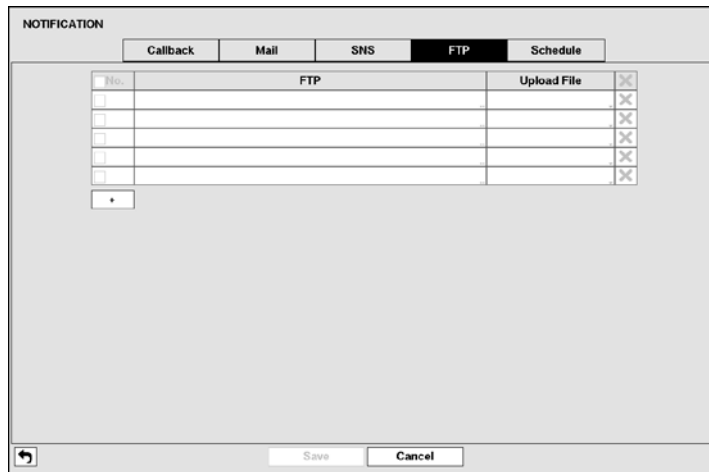 NOTIFICATION
Callback Mail SNS FTP Schedule
No. FTP Upload File
+
Save Cancel